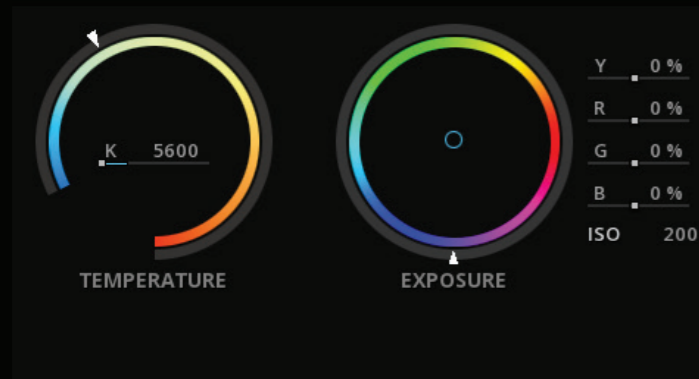 K 5600
TEMPERATURE
EXPOSURE
Y 0 %
R 0 %
G 0 %
B 0 %
ISO 200